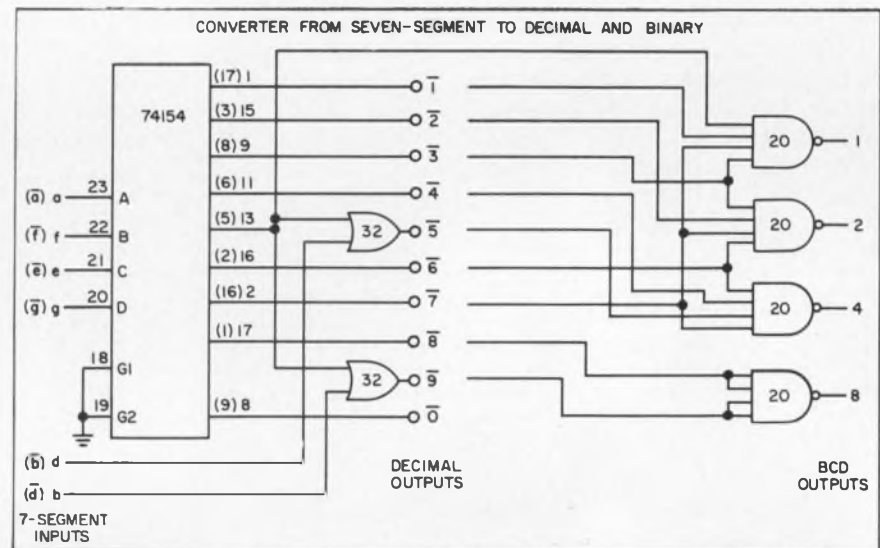 CONVERTER FROM SEVEN-SEGMENT TO DECIMAL AND BINARY
74154
(17) 1
(3) 15
(8) 9
(6) 11
(5) 13
(2) 16
(16) 2
(1) 17
(9) 8
(a̅) a 23 A
(f̅) f 22 B
(e̅) e 21 C
(g̅) g 20 D
18 G1
19 G2
(b̅) d
(d̅) b
7-SEGMENT
INPUTS
32
32
1̅
2̅
3̅
4̅
5̅
6̅
7̅
8̅
9̅
0̅
DECIMAL
OUTPUTS
20 1
20 2
20 4
20 8
BCD
OUTPUTS